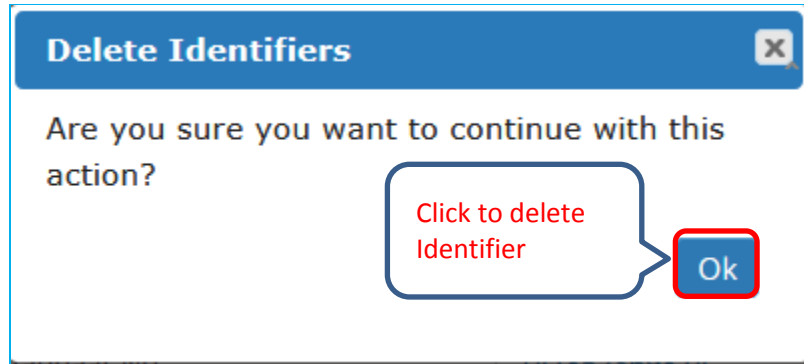 Delete Identifiers
Are you sure you want to continue with this
action?
Click to delete
Identifier
Ok